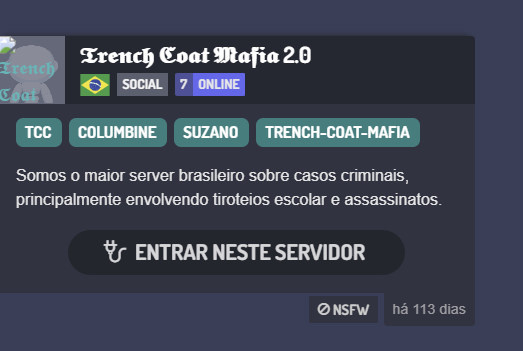 Trench Coat Mafia 2.0
Trench
Coat
SOCIAL
7 ONLINE
TCC COLUMBINE SUZANO TRENCH-COAT-MAFIA
Somos o maior server brasileiro sobre casos criminais,
principalmente envolvendo tiroteios escolar e assassinatos.
ENTRAR NESTE SERVIDOR
NSFW há 113 dias